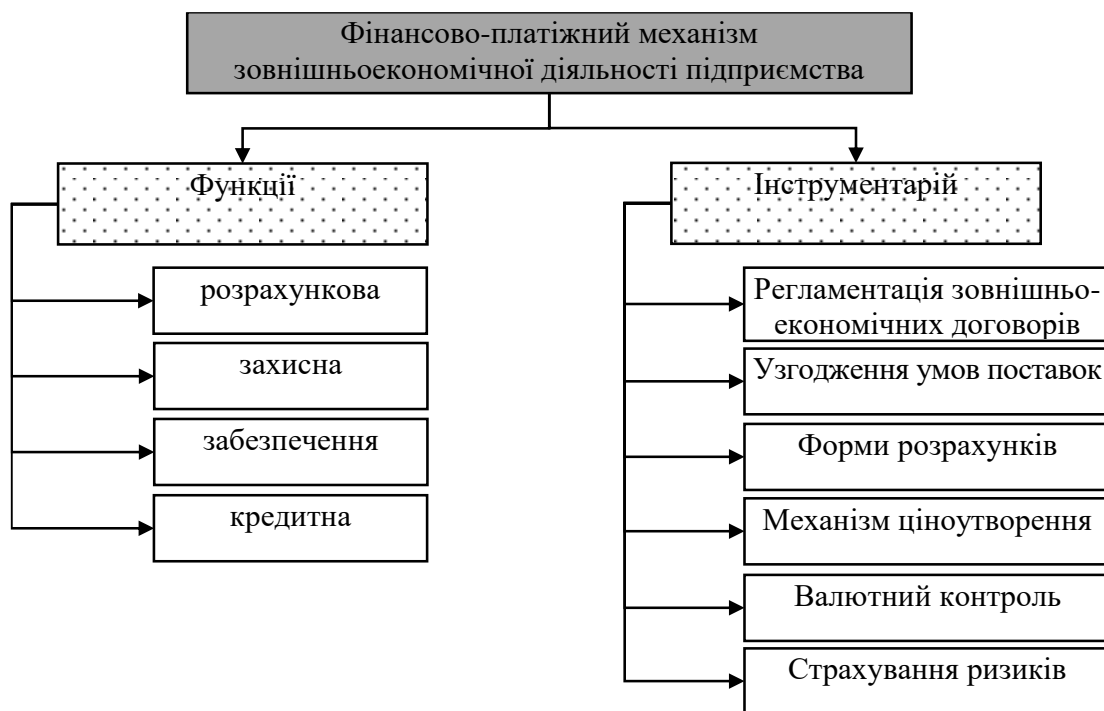 Фінансово-платіжний механізм
зовнішньоекономічної діяльності підприємства
Функції
розрахункова
захисна
забезпечення
кредитна
Інструментарій
Регламентація зовнішньо-
економічних договорів
Узгодження умов поставок
Форми розрахунків
Механізм ціноутворення
Валютний контроль
Страхування ризиків